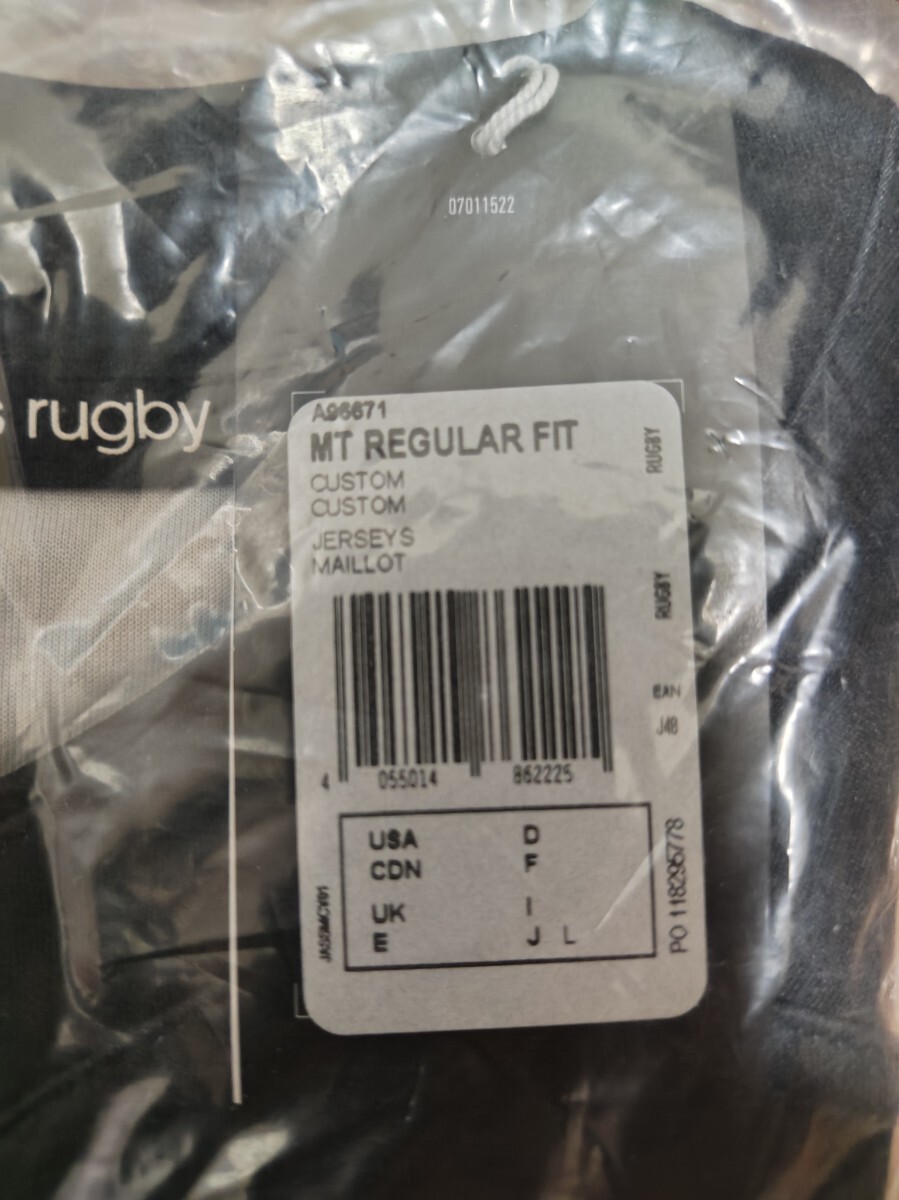 07011522
s rugby
A96671
MT REGULAR FIT
CUSTOM
CUSTOM
JERSEYS
MAILLOT
RUGBY
RUGBY
EAN
J48
4 055014 862225
USA D
CDN F
UK I
E J L
PO 118295778